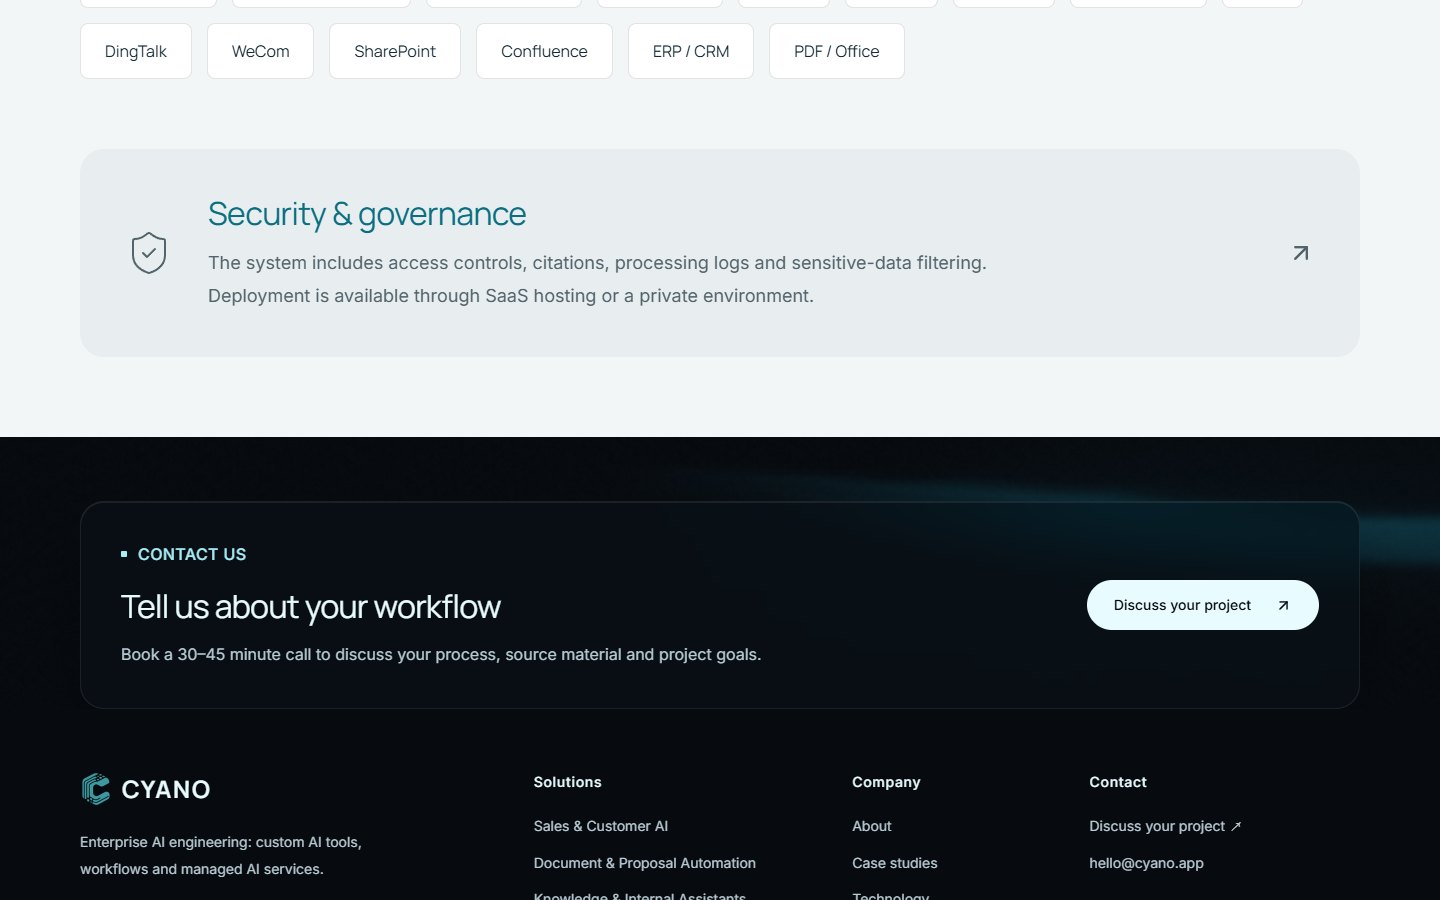 DingTalk
WeCom
SharePoint
Confluence
ERP / CRM
PDF / Office
Security & governance
The system includes access controls, citations, processing logs and sensitive-data filtering.
Deployment is available through SaaS hosting or a private environment.
CONTACT US
Tell us about your workflow
Book a 30–45 minute call to discuss your process, source material and project goals.
Discuss your project
CYANO
Enterprise AI engineering: custom AI tools,
workflows and managed AI services.
Solutions
Sales & Customer AI
Document & Proposal Automation
Knowledge & Internal Assistants
Company
About
Case studies
Technology
Contact
Discuss your project ↗
hello@cyano.app